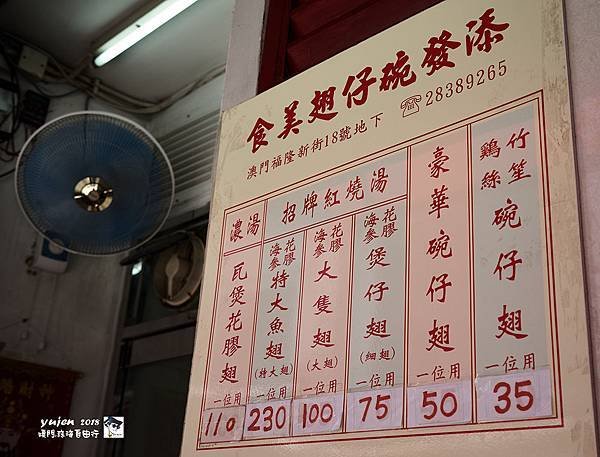 食美翅仔碗發添
澳門福隆新街18號地下
☎28389265
濃湯
瓦煲花膠翅
一位用
110
招牌紅燒湯
花膠
海參
特大魚翅
(特大翅)
一位用
230
花膠
海參
大隻翅
(大翅)
一位用
100
花膠
海參
煲仔翅
(細翅)
一位用
75
豪華碗仔翅
一位用
50
竹笙
鷄絲
碗仔翅
一位用
35
yujen 2018